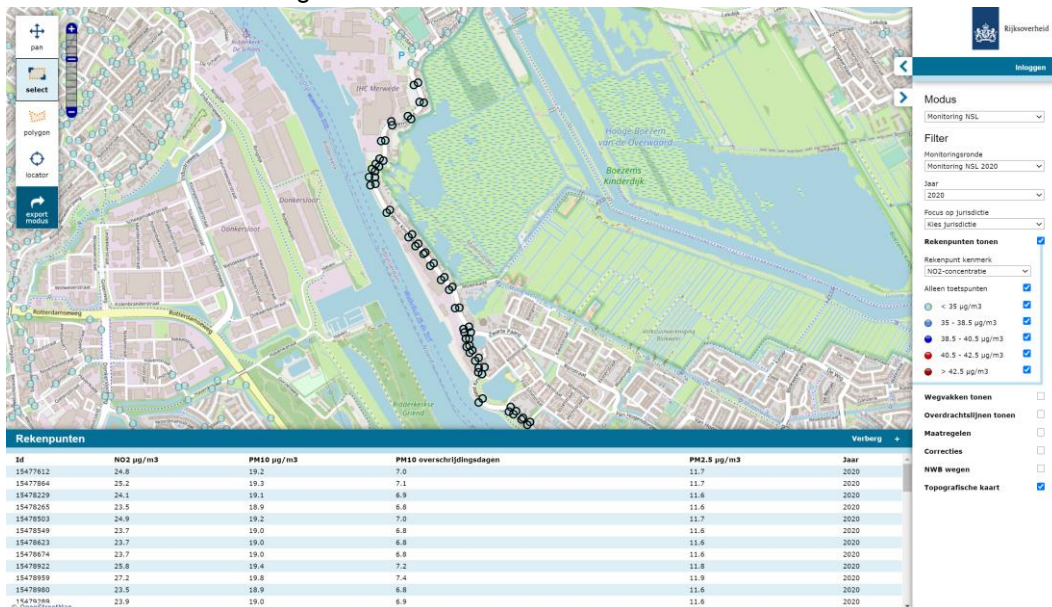 pan
select
polygon
locator
export
modus
Ridderkerk
De Schans
IHC Merwede
P
Lekdijk
Lekdijk
Hooge Boezem
van de Overwaard
Boezems
Kinderdijk
Donkersloot
Donkersloot
Rotterdamseweg
Ridderkerkse
Griend
Rijksoverheid
Inloggen
Modus
Monitoring NSL
Filter
Monitoringsronde
Monitoring NSL 2020
Jaar
2020
Focus op jurisdictie
Kies jurisdictie
Rekenpunten tonen
Rekenpunt kenmerk
NO2-concentratie
Alleen toetspunten
< 35 µg/m3
35 - 38.5 µg/m3
38.5 - 40.5 µg/m3
40.5 - 42.5 µg/m3
> 42.5 µg/m3
Wegvakken tonen
Overdrachtslijnen tonen
Maatregelen
Correcties
NWB wegen
Topografische kaart
Rekenpunten Verberg +
Id NO2 µg/m3 PM10 µg/m3 PM10 overschrijdingsdagen PM2.5 µg/m3 Jaar
15477612 24.8 19.2 7.0 11.7 2020
15477864 25.2 19.3 7.1 11.7 2020
15478229 24.1 19.1 6.9 11.6 2020
15478265 23.5 18.9 6.8 11.6 2020
15478503 24.9 19.2 7.0 11.7 2020
15478549 23.7 19.0 6.8 11.6 2020
15478623 23.7 19.0 6.8 11.6 2020
15478674 23.7 19.0 6.8 11.6 2020
15478922 25.8 19.4 7.2 11.8 2020
15478959 27.2 19.8 7.4 11.9 2020
15478980 23.5 18.9 6.8 11.6 2020
15479289 23.9 19.0 6.9 11.6 2020
© OpenStreetMap